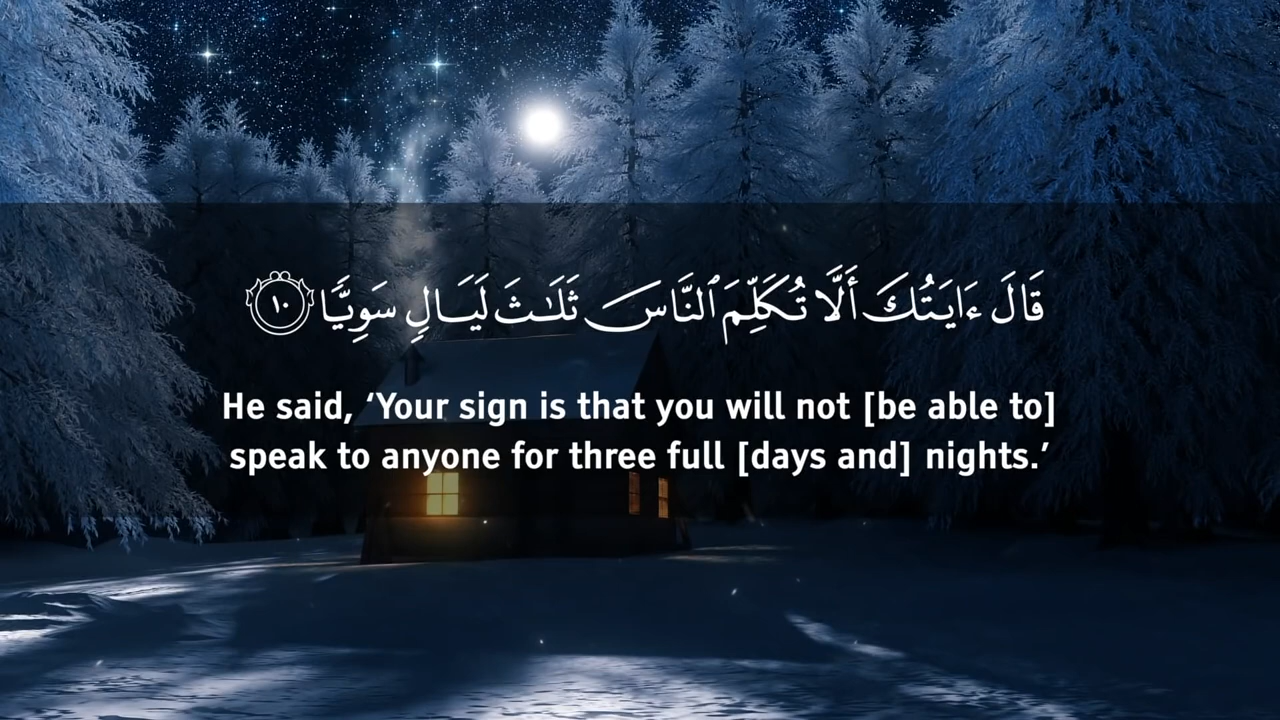 قَالَ ءَايَتُكَ أَلَّا تُكَلِّمَ ٱلنَّاسَ ثَلَٰثَ لَيَالٍ سَوِيًّا ١٠
He said, ‘Your sign is that you will not [be able to]
speak to anyone for three full [days and] nights.’